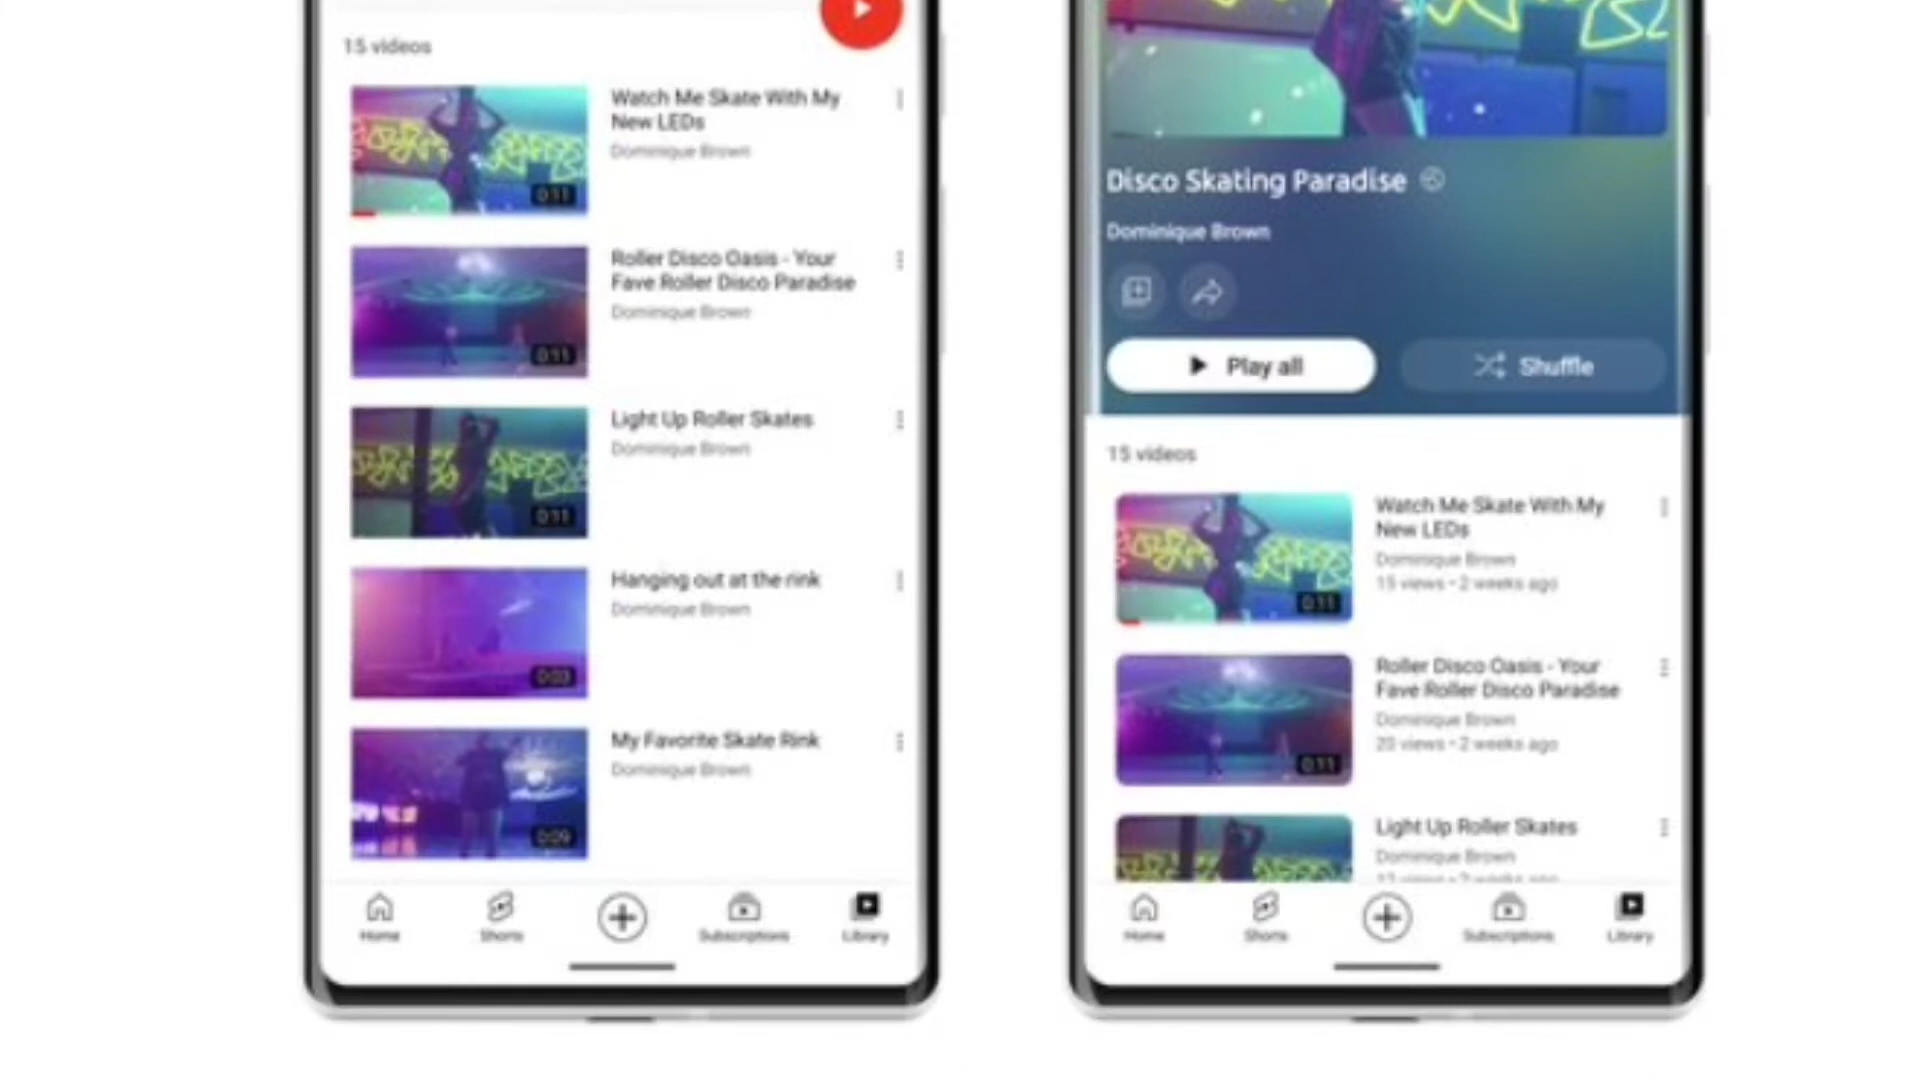 15 videos
Watch Me Skate With My
New LEDs
Dominique Brown
0:11
Roller Disco Oasis - Your
Fave Roller Disco Paradise
Dominique Brown
0:11
Light Up Roller Skates
Dominique Brown
0:11
Hanging out at the rink
Dominique Brown
0:03
My Favorite Skate Rink
Dominique Brown
0:09
Home
Shorts
Subscriptions
Library
Disco Skating Paradise
Dominique Brown
Play all
Shuffle
15 videos
Watch Me Skate With My
New LEDs
Dominique Brown
15 views • 2 weeks ago
0:11
Roller Disco Oasis - Your
Fave Roller Disco Paradise
Dominique Brown
20 views • 2 weeks ago
0:11
Light Up Roller Skates
Dominique Brown
Home
Shorts
Subscriptions
Library